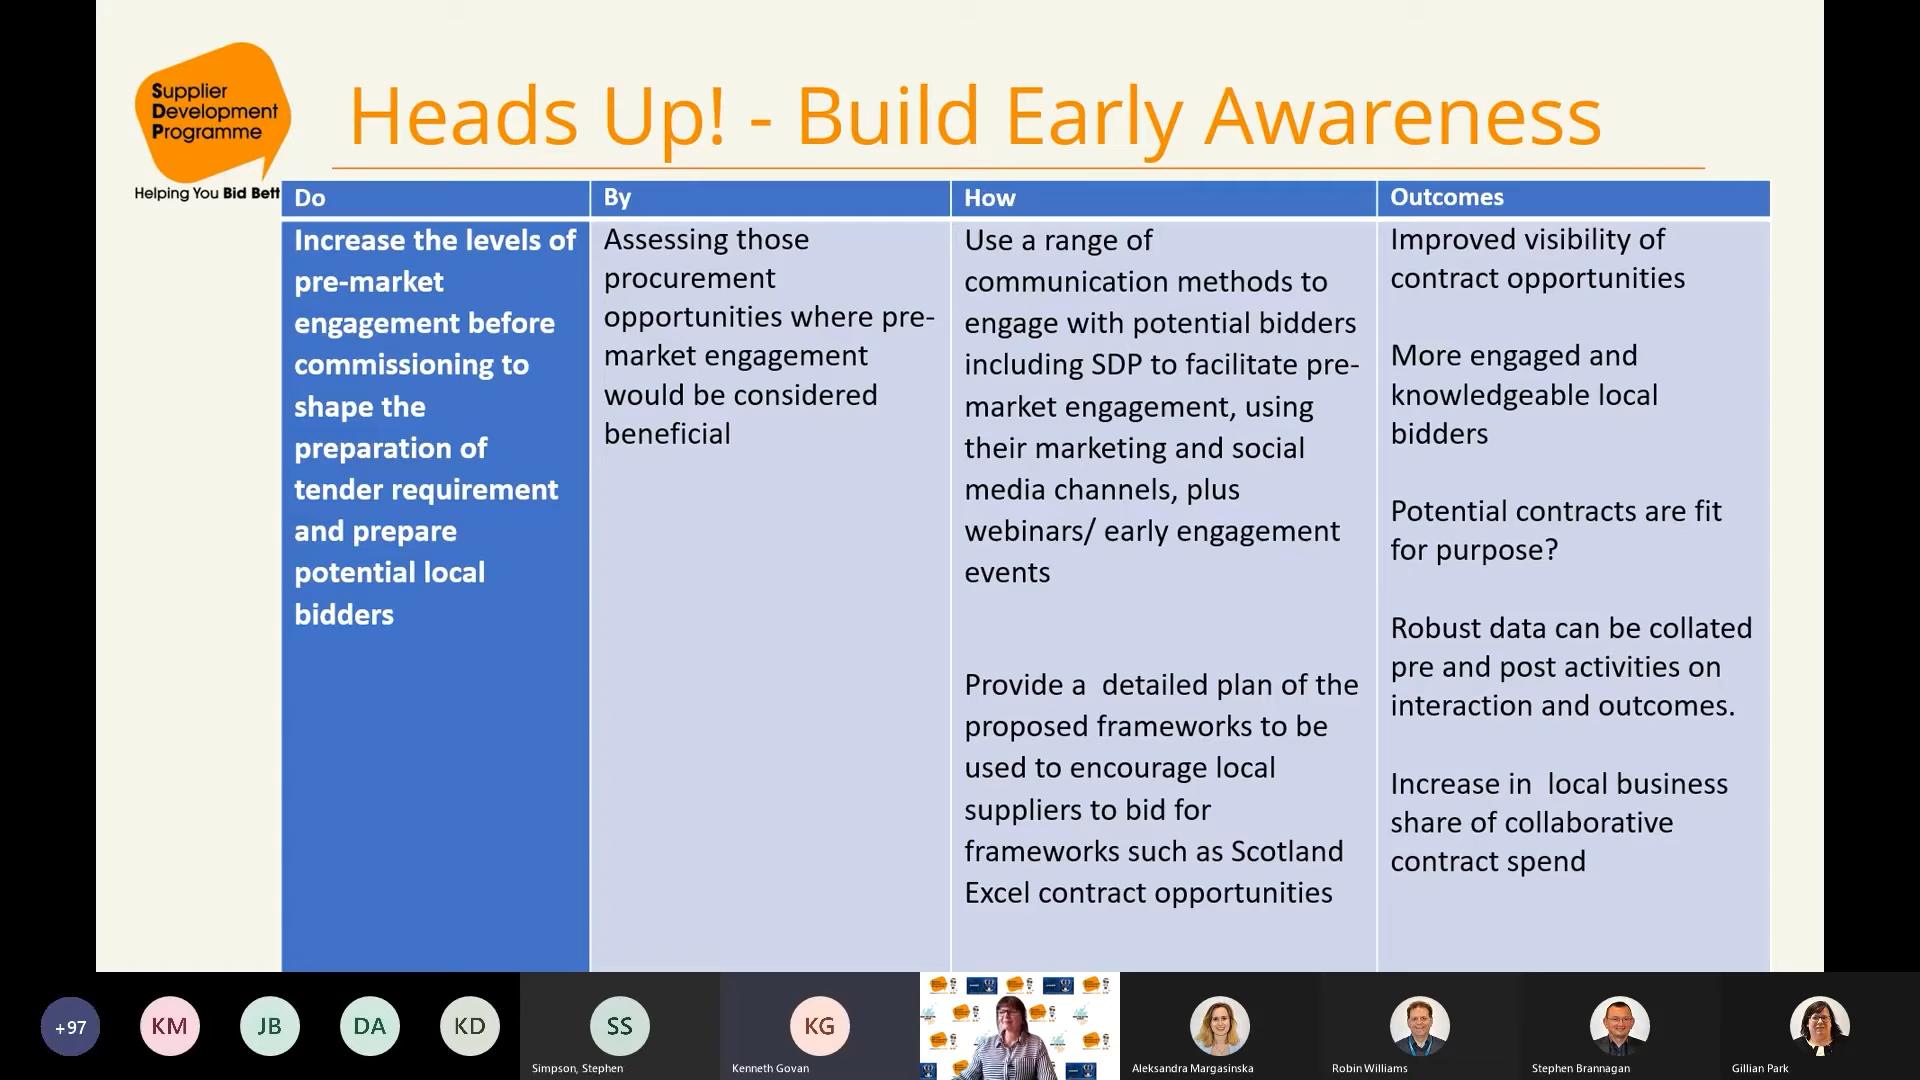 Supplier
Development
Programme
Helping You Bid Bett
Heads Up! - Build Early Awareness
Do
By
How
Outcomes
Increase the levels of
pre-market
engagement before
commissioning to
shape the
preparation of
tender requirement
and prepare
potential local
bidders
Assessing those
procurement
opportunities where pre-
market engagement
would be considered
beneficial
Use a range of
communication methods to
engage with potential bidders
including SDP to facilitate pre-
market engagement, using
their marketing and social
media channels, plus
webinars/ early engagement
events
Provide a  detailed plan of the
proposed frameworks to be
used to encourage local
suppliers to bid for
frameworks such as Scotland
Excel contract opportunities
Improved visibility of
contract opportunities
More engaged and
knowledgeable local
bidders
Potential contracts are fit
for purpose?
Robust data can be collated
pre and post activities on
interaction and outcomes.
Increase in  local business
share of collaborative
contract spend
+97
KM
JB
DA
KD
SS
Simpson, Stephen
KG
Kenneth Govan
Aleksandra Margasinska
Robin Williams
Stephen Brannagan
Gillian Park